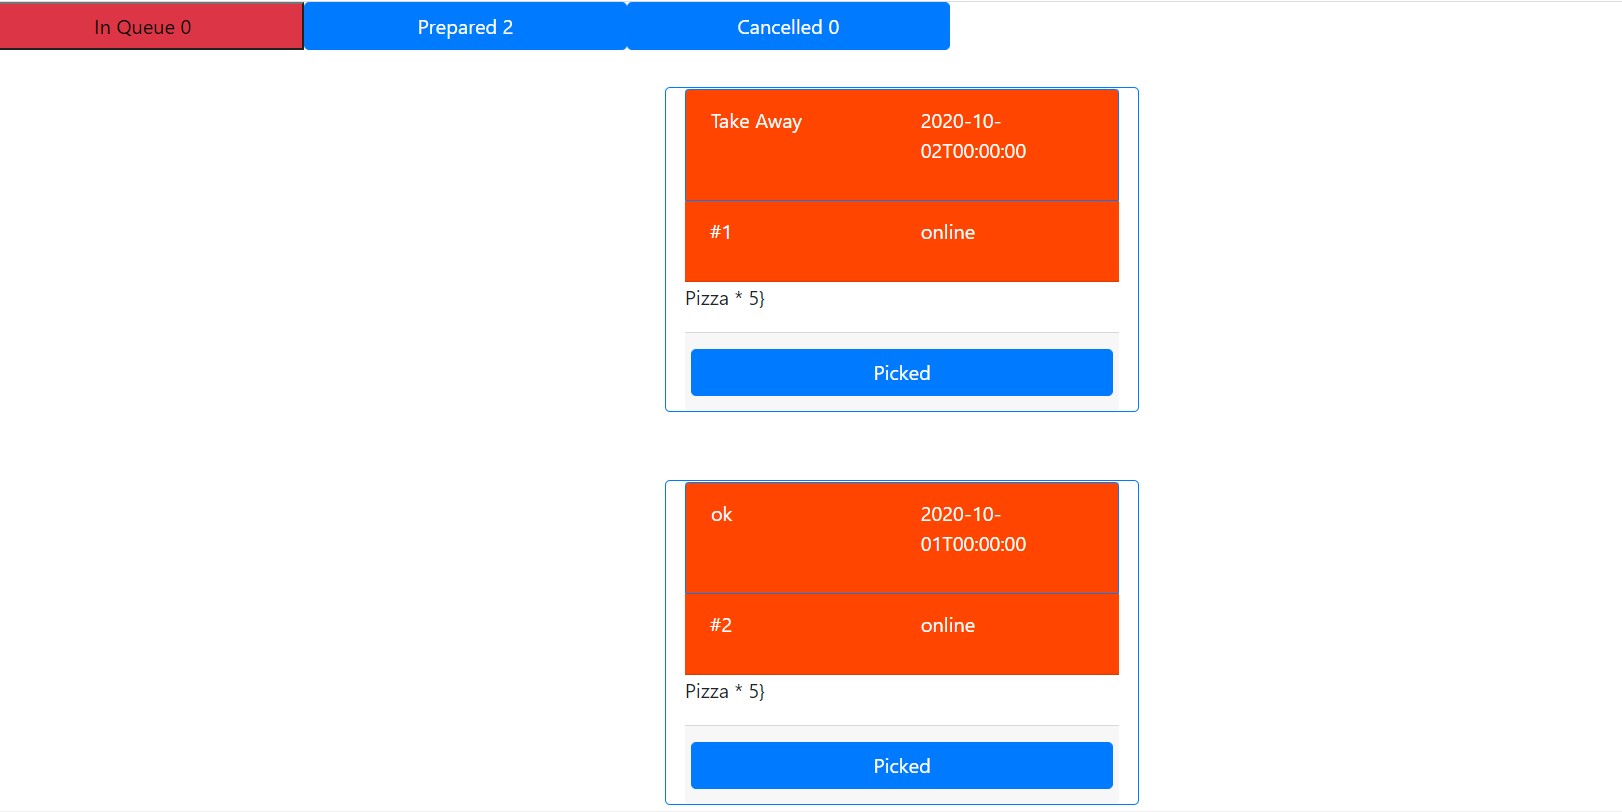 In Queue 0 Prepared 2 Cancelled 0
Take Away 2020-10-
02T00:00:00
#1 online
Pizza * 5}
Picked
ok 2020-10-
01T00:00:00
#2 online
Pizza * 5}
Picked